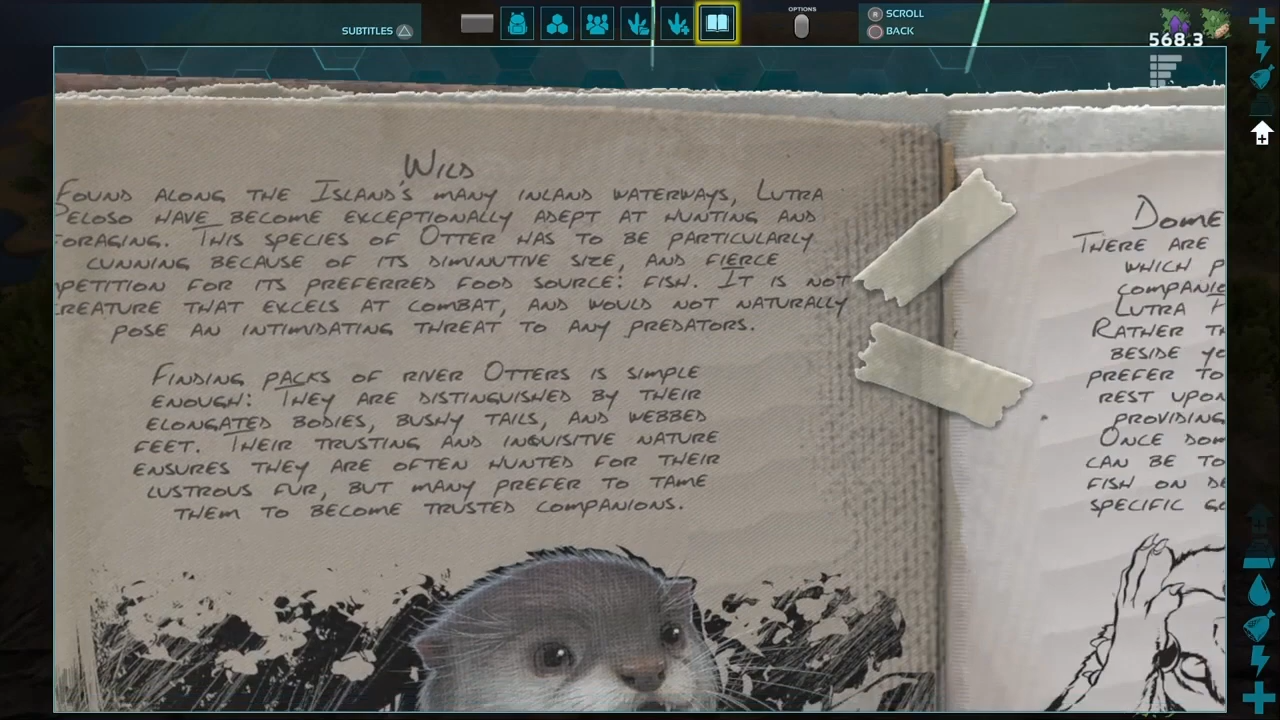 SUBTITLES
OPTIONS
SCROLL
BACK
568.3
WILD
FOUND ALONG THE ISLAND'S MANY INLAND WATERWAYS, LUTRA
PELOSO HAVE BECOME EXCEPTIONALLY ADEPT AT HUNTING AND
FORAGING. THIS SPECIES OF OTTER HAS TO BE PARTICULARLY
CUNNING BECAUSE OF ITS DIMINUTIVE SIZE, AND FIERCE
PETITION FOR ITS PREFERRED FOOD SOURCE: FISH. IT IS NOT
CREATURE THAT EXCELS AT COMBAT, AND WOULD NOT NATURALLY
POSE AN INTIMIDATING THREAT TO ANY PREDATORS.
FINDING PACKS OF RIVER OTTERS IS SIMPLE
ENOUGH: THEY ARE DISTINGUISHED BY THEIR
ELONGATED BODIES, BUSHY TAILS, AND WEBBED
FEET. THEIR TRUSTING AND INQUISITVE NATURE
ENSURES THEY ARE OFTEN HUNTED FOR THEIR
LUSTROUS FUR, BUT MANY PREFER TO TAME
THEM TO BECOME TRUSTED COMPANIONS.
DOME
THERE ARE
WHICH P
COMPANIO
LUTRA P
RATHER TH
BESIDE YO
PREFER TO
REST UPON
PROVIDING
ONCE DOM
CAN BE TO
FISH ON DE
SPECIFIC GO